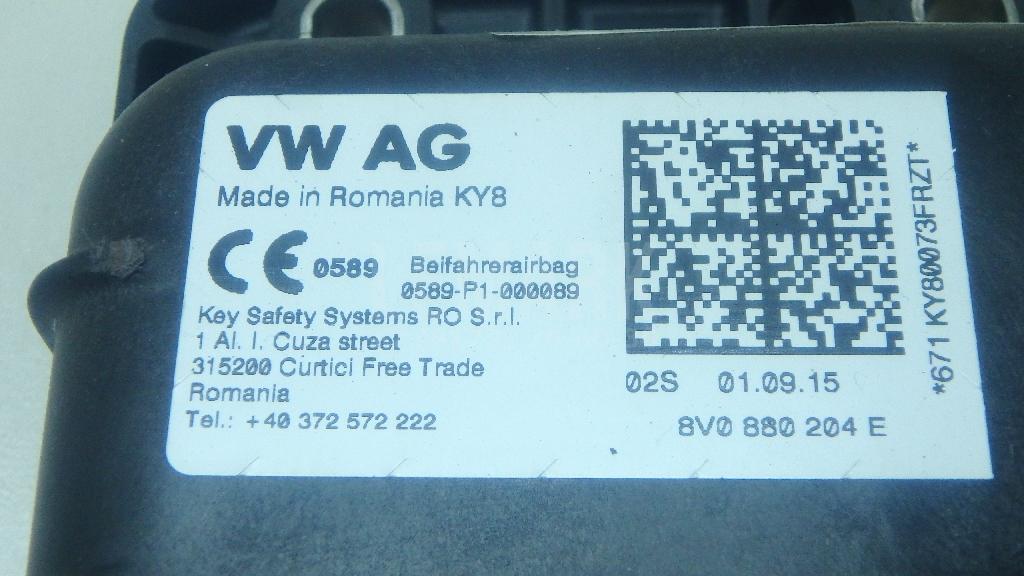 VW AG
Made in Romania KY8
CE 0589
Beifahrerairbag
0589-P1-000089
Key Safety Systems RO S.r.l.
1 Al. I. Cuza street
315200 Curtici Free Trade
Romania
Tel.: +40 372 572 222
02S 01.09.15
8V0 880 204 E
*671 KY80073FRZT*